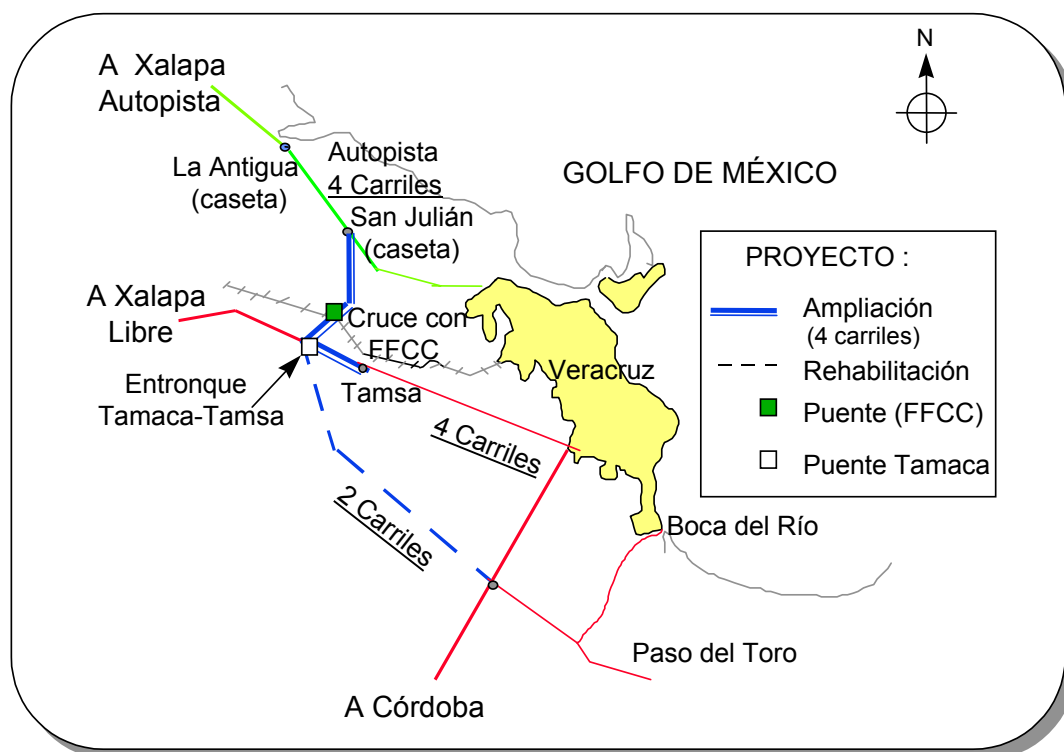 N
A Xalapa
Autopista
La Antigua
(caseta)
Autopista
4 Carriles
San Julián
(caseta)
GOLFO DE MÉXICO
A Xalapa
Libre
Cruce con
FFCC
Entronque
Tamaca-Tamsa
Tamsa
Veracruz
4 Carriles
2 Carriles
Boca del Río
Paso del Toro
A Córdoba
PROYECTO :
Ampliación
(4 carriles)
Rehabilitación
Puente (FFCC)
Puente Tamaca